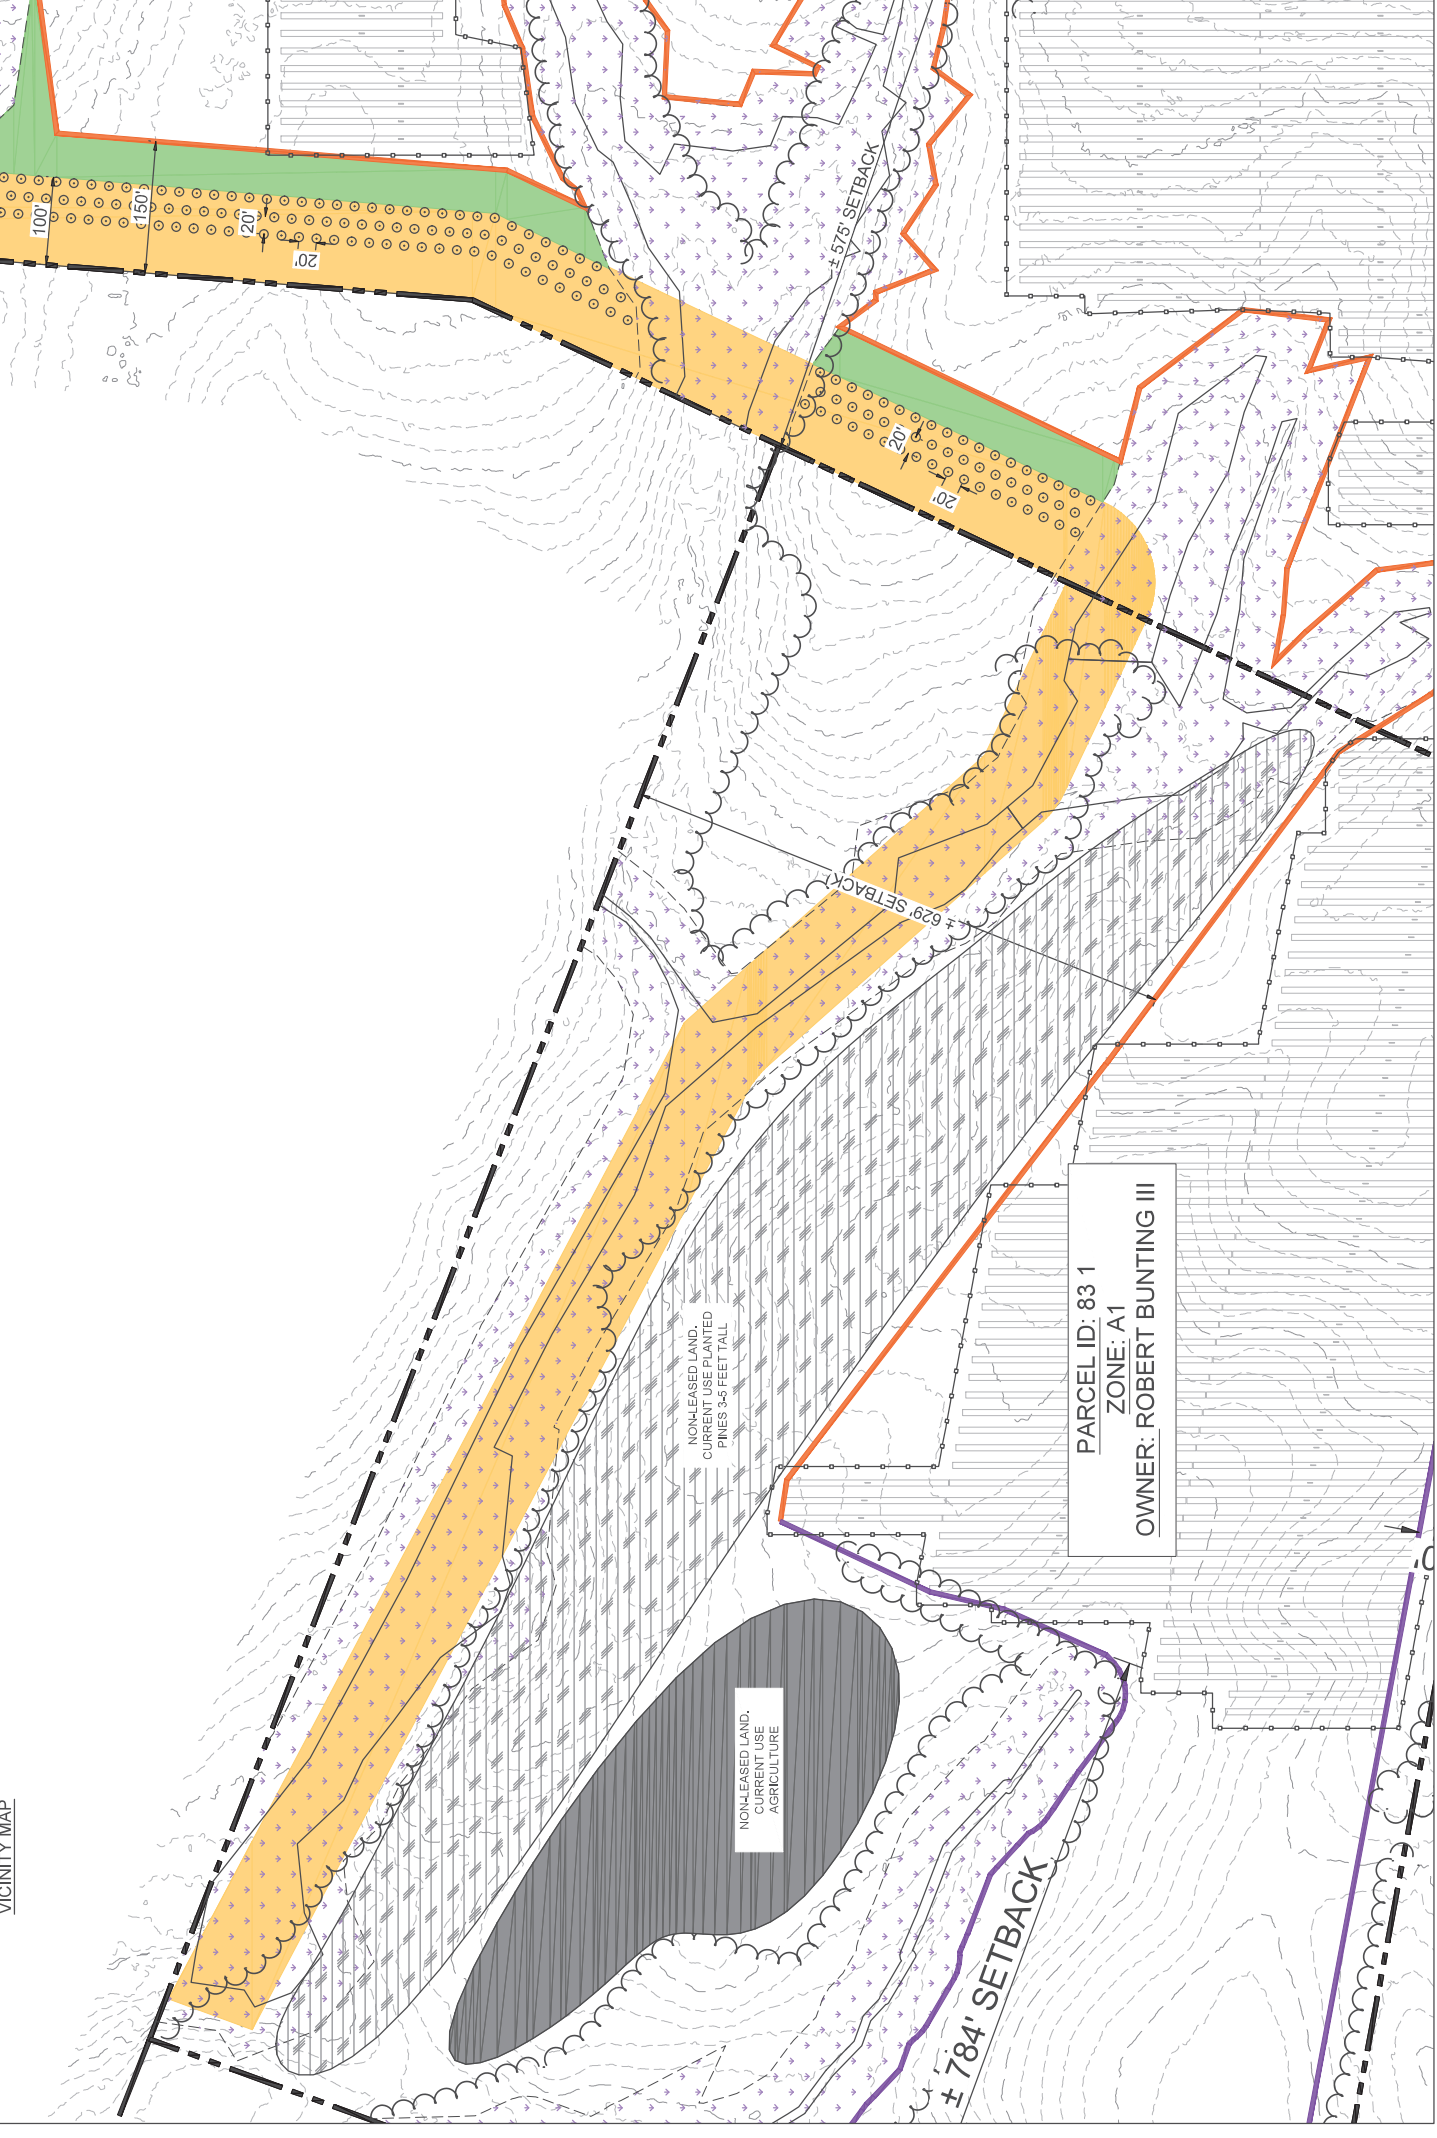 100'
150'
20'
20'
± 575' SETBACK
20'
20'
± 629' SETBACK
NON-LEASED LAND.
CURRENT USE PLANTED
PINES 3-5 FEET TALL
PARCEL ID: 83 1
ZONE: A1
OWNER: ROBERT BUNTING III
NON-LEASED LAND.
CURRENT USE
AGRICULTURE
± 784' SETBACK
VICINITY MAP